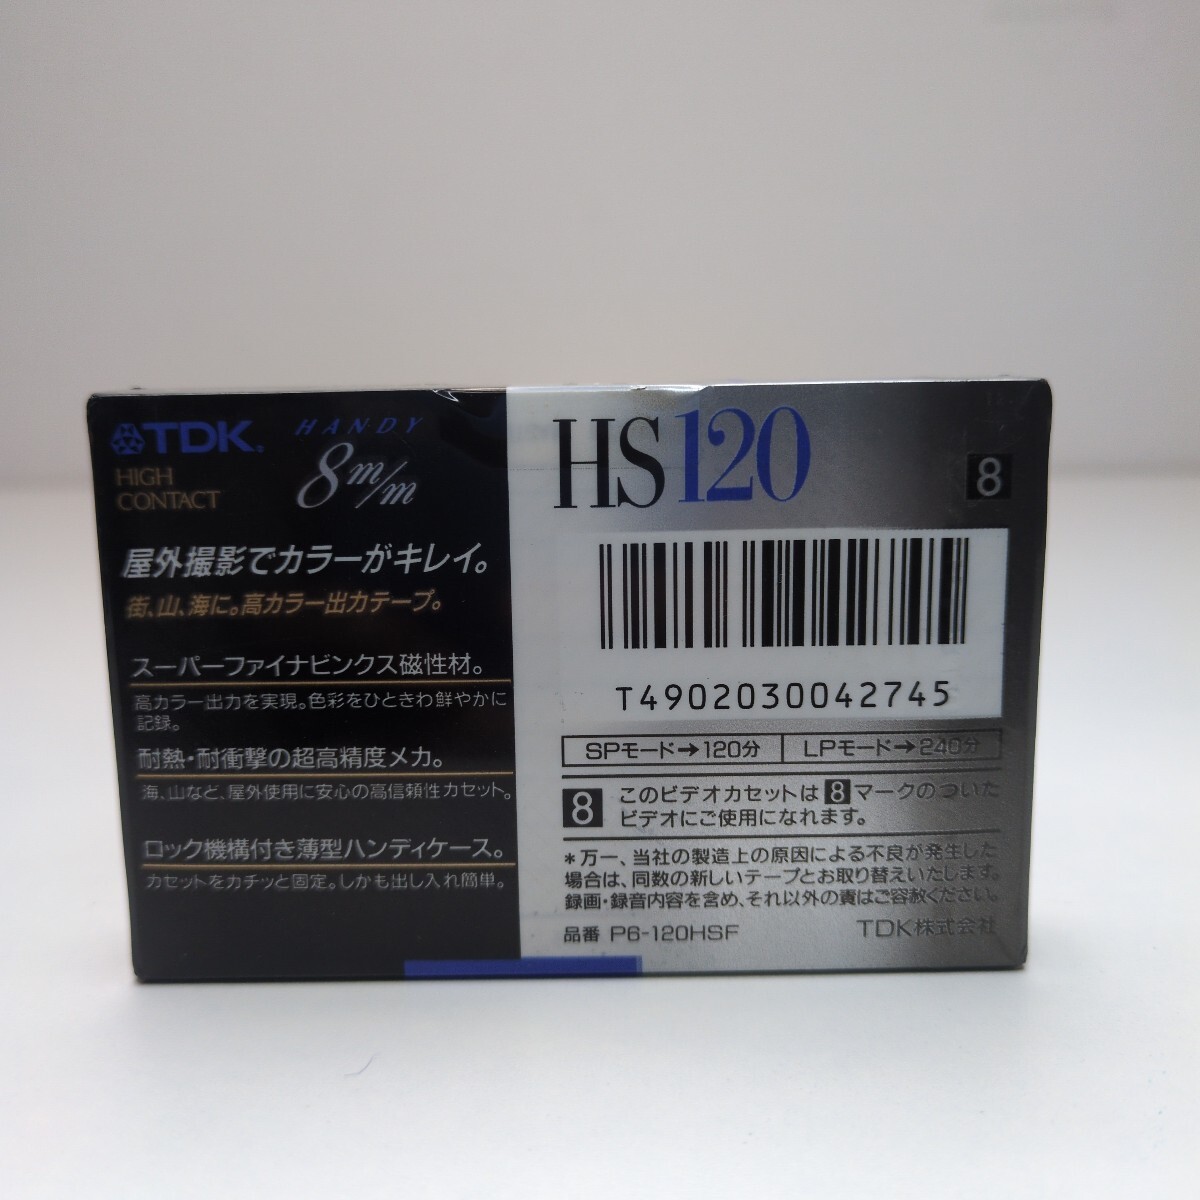 TDK
HIGH
CONTACT
HANDY
8m/m
屋外撮影でカラーがキレイ。
街、山、海に。高カラー出力テープ。
スーパーファイナビンクス磁性材。
高カラー出力を実現。色彩をひときわ鮮やかに
記録。
耐熱・耐衝撃の超高精度メカ。
海、山など、屋外使用に安心の高信頼性カセット。
ロック機構付き薄型ハンディケース。
カセットをカチッと固定。しかも出し入れ簡単。
HS120
8
T4902030042745
SPモード→120分 LPモード→240分
8 このビデオカセットは8マークのついた
ビデオにご使用になれます。
*万一、当社の製造上の原因による不良が発生した
場合は、同数の新しいテープとお取り替えいたします。
録画・録音内容を含め、それ以外の責はご容赦ください。
品番 P6-120HSF TDK株式会社